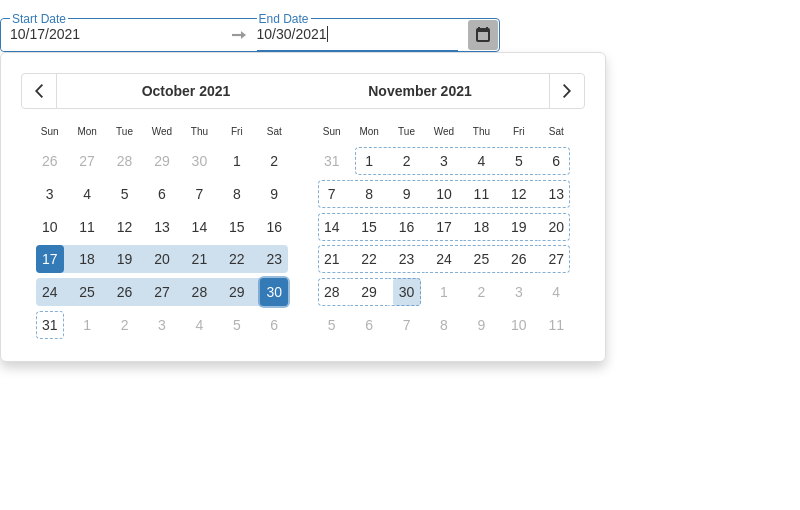 Start Date End Date
10/17/2021 10/30/2021
October 2021 November 2021
Sun Mon Tue Wed Thu Fri Sat Sun Mon Tue Wed Thu Fri Sat
26 27 28 29 30 1 2 31 1 2 3 4 5 6
3 4 5 6 7 8 9 7 8 9 10 11 12 13
10 11 12 13 14 15 16 14 15 16 17 18 19 20
17 18 19 20 21 22 23 21 22 23 24 25 26 27
24 25 26 27 28 29 30 28 29 30 1 2 3 4
31 1 2 3 4 5 6 5 6 7 8 9 10 11